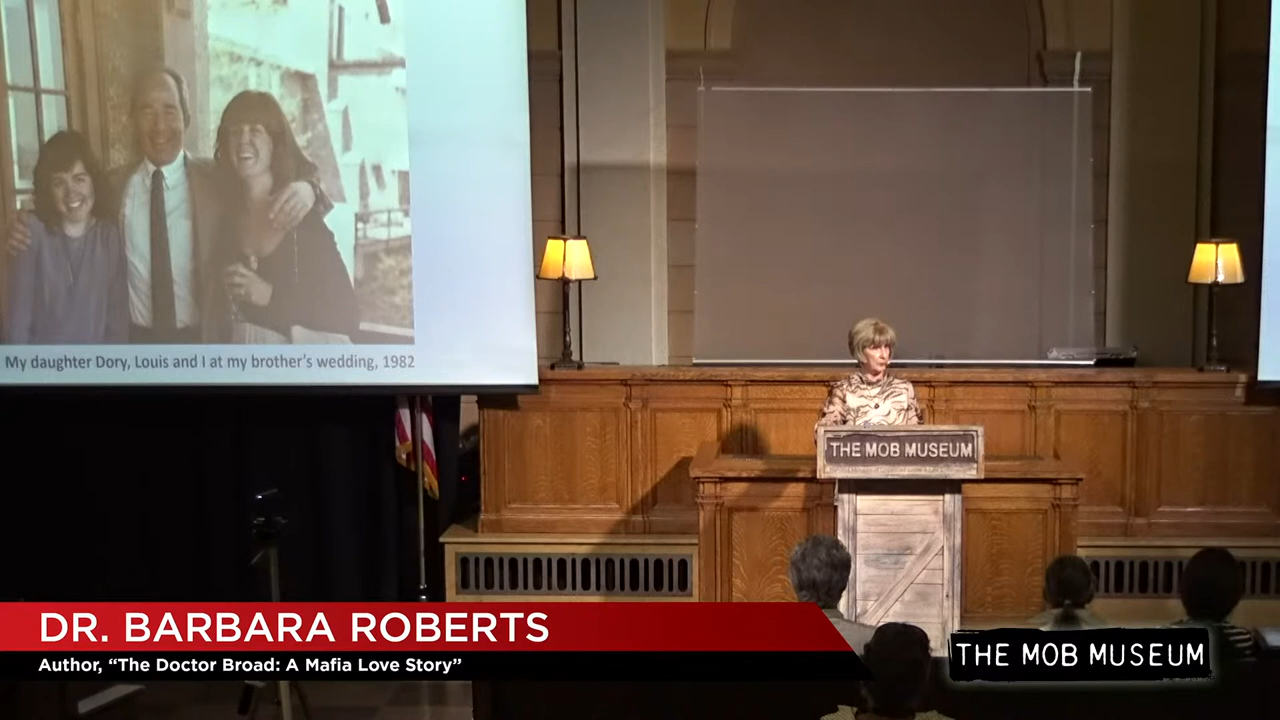 My daughter Dory, Louis and I at my brother's wedding, 1982
THE MOB MUSEUM
DR. BARBARA ROBERTS
Author, “The Doctor Broad: A Mafia Love Story”
THE MOB MUSEUM